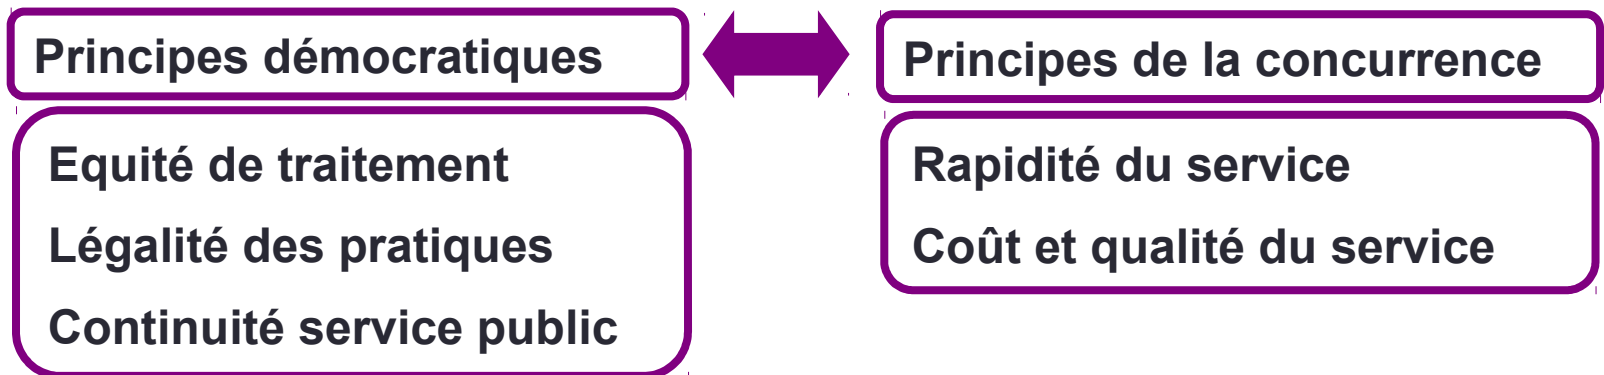 Principes démocratiques
Principes de la concurrence
Equité de traitement
Légalité des pratiques
Continuité service public
Rapidité du service
Coût et qualité du service